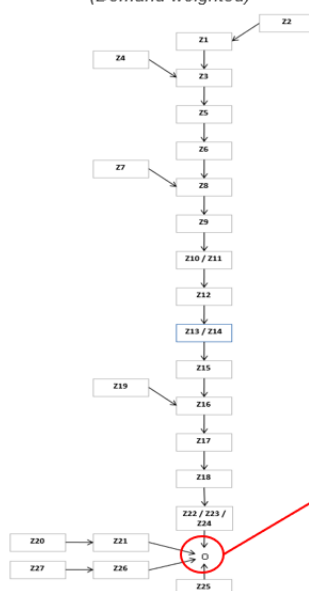 (Demand weighted)
Z2
Z1
Z4
Z3
Z5
Z6
Z7
Z8
Z9
Z10 / Z11
Z12
Z13 / Z14
Z15
Z19
Z16
Z17
Z18
Z22 / Z23 /
Z24
Z20
Z21
Z27
Z26
Z25